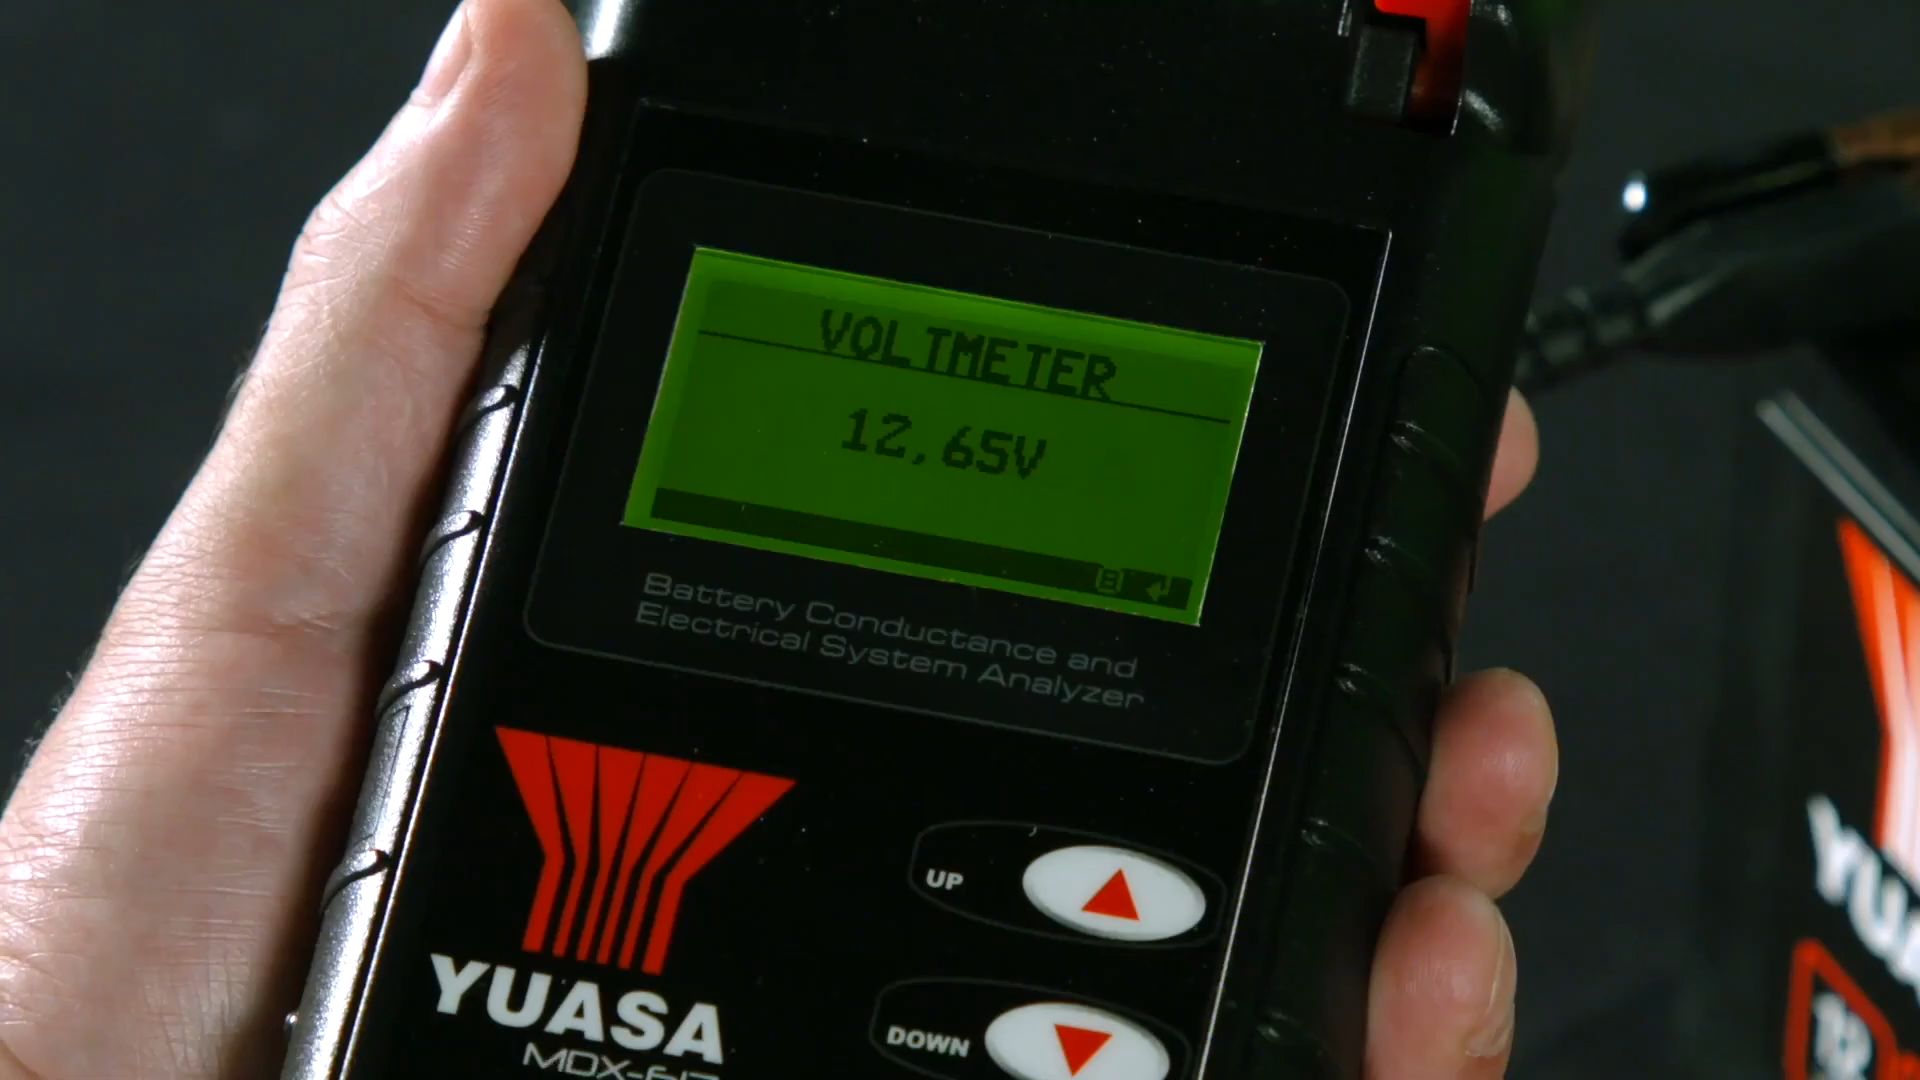 VOLTMETER
12,65V
Battery Conductance and
Electrical System Analyzer
UP
YUASA
DOWN